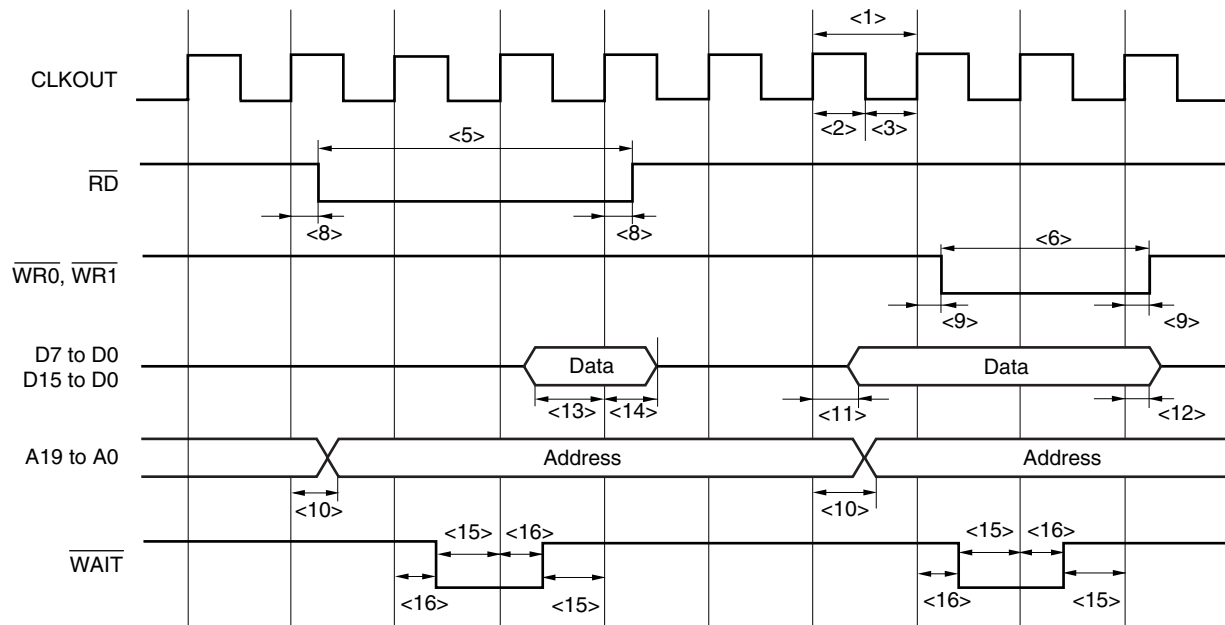 <1>
CLKOUT
<2> <3>
<5>
RD
<8> <8>
<6>
WR0, WR1
<9> <9>
D7 to D0
D15 to D0
Data Data
<13> <14> <11> <12>
A19 to A0
Address Address
<10> <10>
<15> <16> <15> <16>
WAIT
<16> <15> <16> <15>